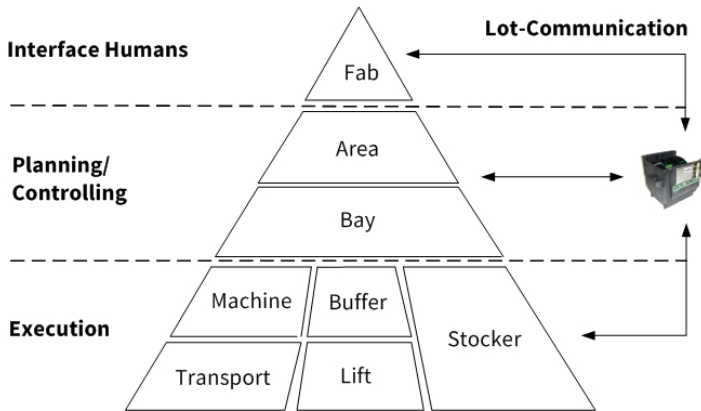 Lot-Communication
Interface Humans
Fab
Planning/
Controlling
Area
Bay
Execution
Machine
Buffer
Stocker
Transport
Lift